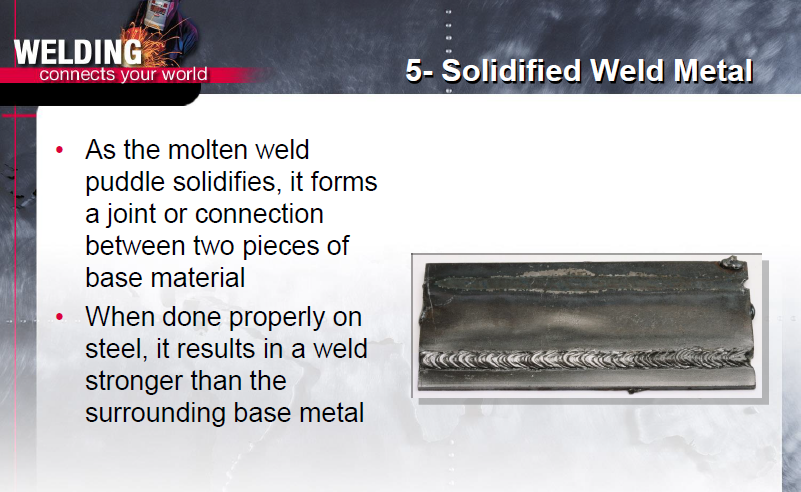 WELDING
connects your world
5- Solidified Weld Metal
• As the molten weld
puddle solidifies, it forms
a joint or connection
between two pieces of
base material
• When done properly on
steel, it results in a weld
stronger than the
surrounding base metal